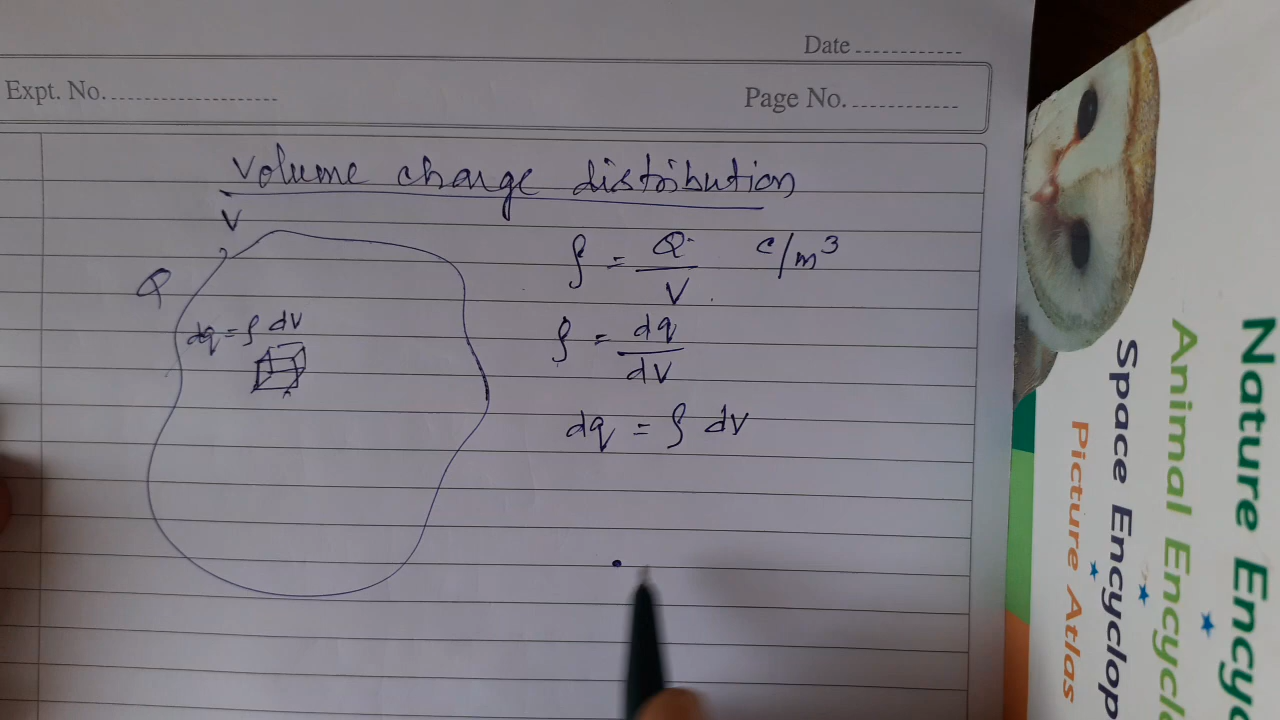 Date
Expt. No.
Page No.
Volume charge distribution
V
Q
ρ = Q/V C/m³
dq = ρ dV
ρ = dq/dV
dq = ρ dV
Nature Ency
Animal Encycl
Space Encyclop
Picture Atlas